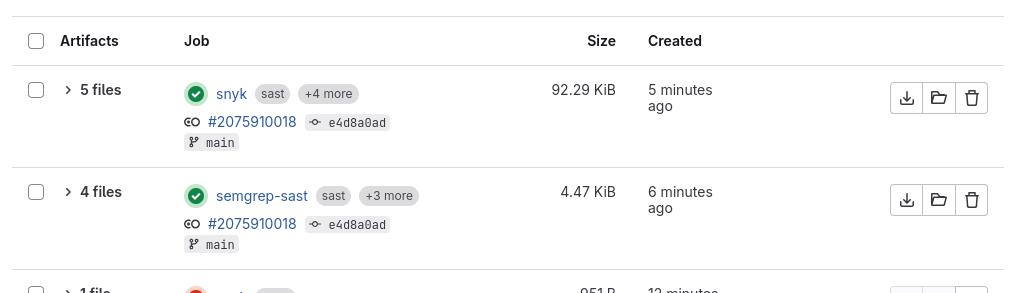 Artifacts Job Size Created
5 files snyk sast +4 more 92.29 KiB 5 minutes
ago
#2075910018 e4d8a0ad
main
4 files semgrep-sast sast +3 more 4.47 KiB 6 minutes
ago
#2075910018 e4d8a0ad
main
1 file 951 B 12 minutes